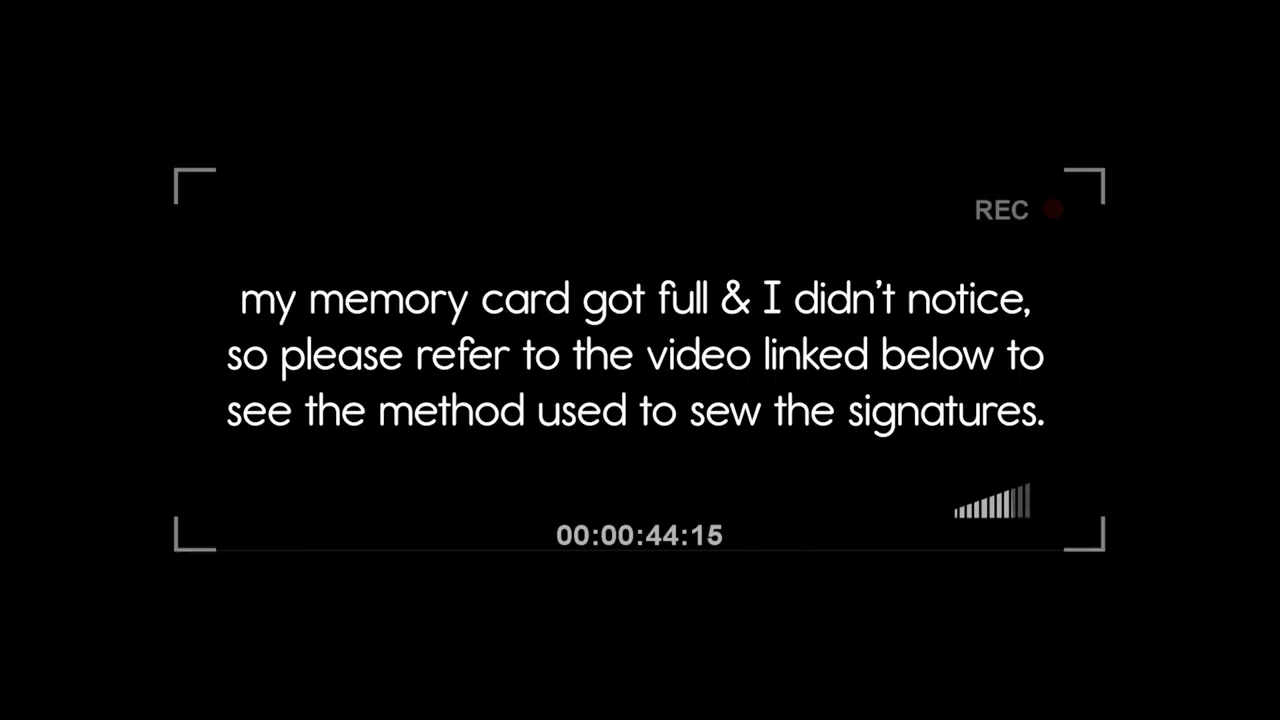 REC
my memory card got full & I didn't notice,
so please refer to the video linked below to
see the method used to sew the signatures.
00:00:44:15